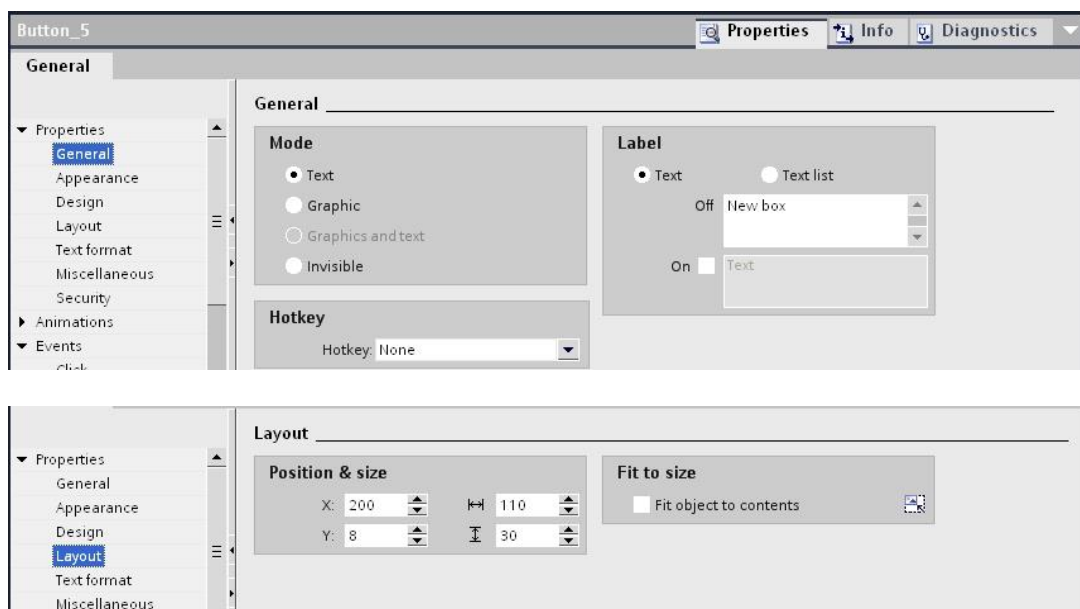 Button_5
Properties
Info
Diagnostics
General
General
Properties
General
Appearance
Design
Layout
Text format
Miscellaneous
Security
Animations
Events
Click
Mode
Text
Graphic
Graphics and text
Invisible
Hotkey
Hotkey: None
Label
Text
Text list
Off New box
On Text
Layout
Properties
General
Appearance
Design
Layout
Text format
Miscellaneous
Position & size
X: 200
110
Y: 8
30
Fit to size
Fit object to contents